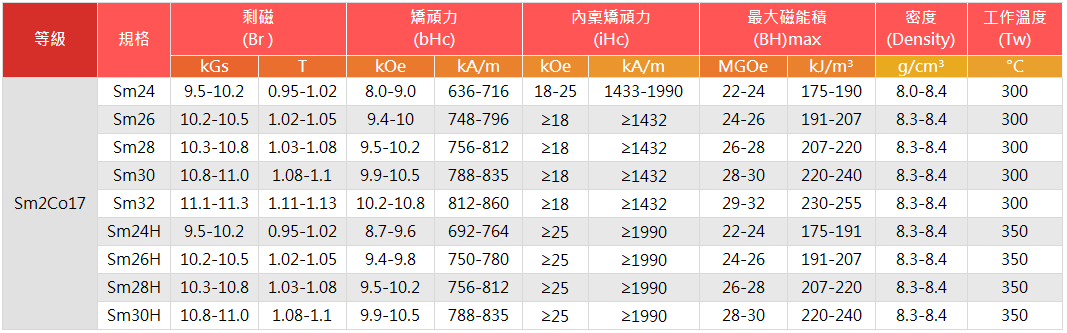 等級 規格 剩磁 (Br ) 矯頑力 (bHc) 內稟矯頑力 (iHc) 最大磁能積 (BH)max 密度 (Density) 工作溫度 (Tw)
kGs T kOe kA/m kOe kA/m MGOe kJ/m³ g/cm³ °C
Sm2Co17
Sm24 9.5-10.2 0.95-1.02 8.0-9.0 636-716 18-25 1433-1990 22-24 175-190 8.0-8.4 300
Sm26 10.2-10.5 1.02-1.05 9.4-10 748-796 ≥18 ≥1432 24-26 191-207 8.3-8.4 300
Sm28 10.3-10.8 1.03-1.08 9.5-10.2 756-812 ≥18 ≥1432 26-28 207-220 8.3-8.4 300
Sm30 10.8-11.0 1.08-1.1 9.9-10.5 788-835 ≥18 ≥1432 28-30 220-240 8.3-8.4 300
Sm32 11.1-11.3 1.11-1.13 10.2-10.8 812-860 ≥18 ≥1432 29-32 230-255 8.3-8.4 300
Sm24H 9.5-10.2 0.95-1.02 8.7-9.6 692-764 ≥25 ≥1990 22-24 175-191 8.3-8.4 350
Sm26H 10.2-10.5 1.02-1.05 9.4-9.8 750-780 ≥25 ≥1990 24-26 191-207 8.3-8.4 350
Sm28H 10.3-10.8 1.03-1.08 9.5-10.2 756-812 ≥25 ≥1990 26-28 207-220 8.3-8.4 350
Sm30H 10.8-11.0 1.08-1.1 9.9-10.5 788-835 ≥25 ≥1990 28-30 220-240 8.3-8.4 350